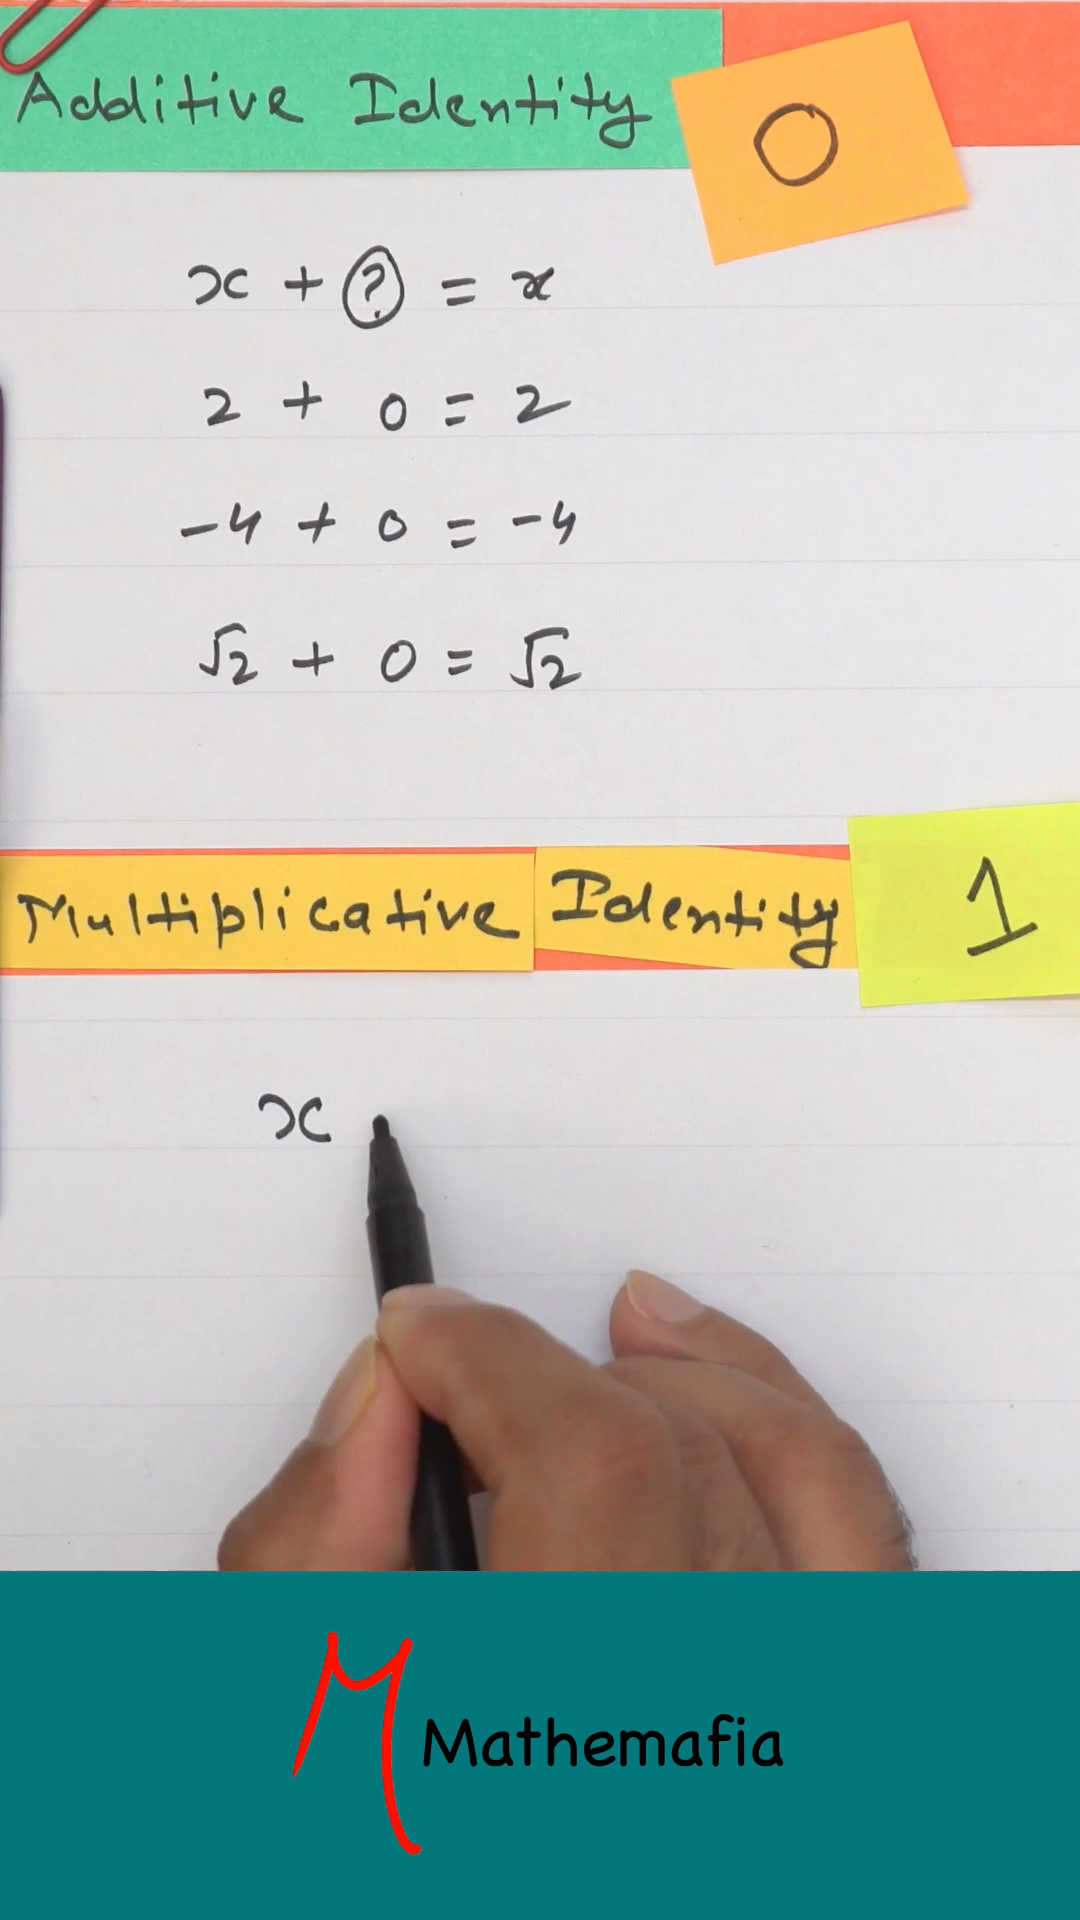 Additive Identity 0
x + ? = x
2 + 0 = 2
-4 + 0 = -4
√2 + 0 = √2
Multiplicative Identity 1
x
M Mathemafia